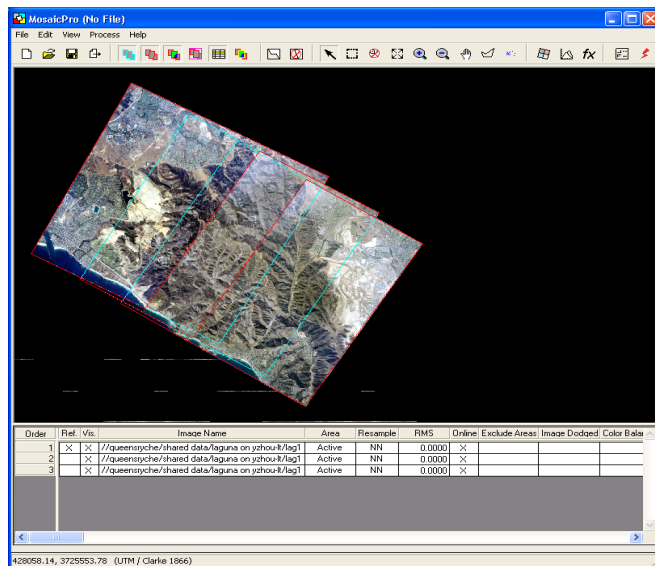 MosaicPro (No File)
File Edit View Process Help
fx
Order Ref. Vis. Image Name Area Resample RMS Online Exclude Areas Image Dodged Color Balar
1 X X //queensryche/shared data/laguna on yzhou-lt/lag1 Active NN 0.0000 X
2 X //queensryche/shared data/laguna on yzhou-lt/lag1 Active NN 0.0000 X
3 X //queensryche/shared data/laguna on yzhou-lt/lag1 Active NN 0.0000 X
428058.14, 3725553.78 (UTM / Clarke 1866)